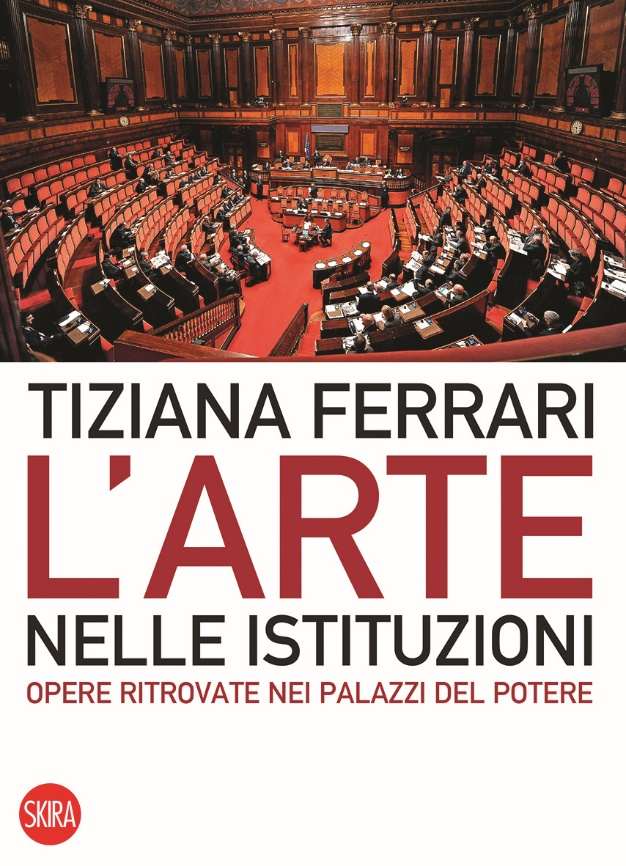 TIZIANA FERRARI
L'ARTE
NELLE ISTITUZIONI
OPERE RITROVATE NEI PALAZZI DEL POTERE
SKIRA